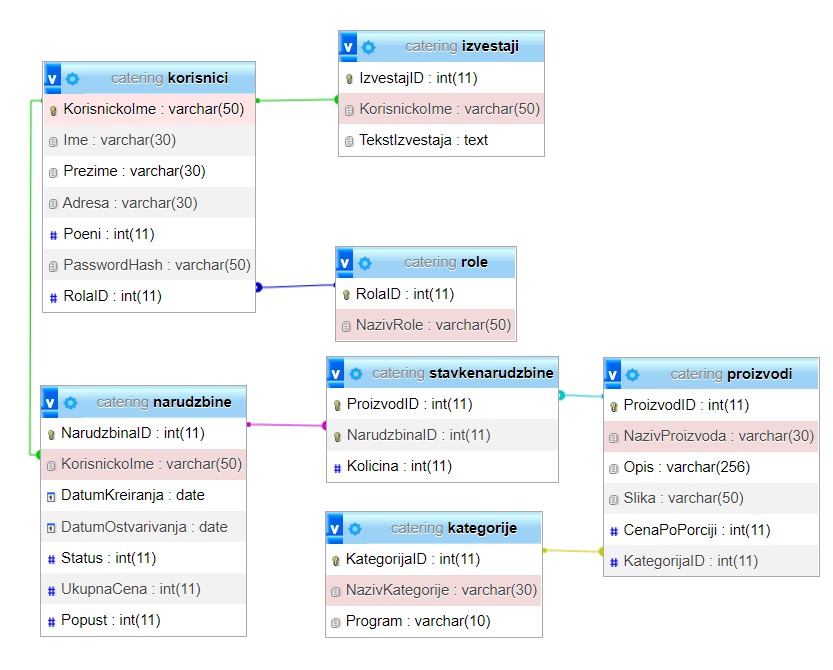 v catering korisnici
KorisnickoIme : varchar(50)
Ime : varchar(30)
Prezime : varchar(30)
Adresa : varchar(30)
# Poeni : int(11)
PasswordHash : varchar(50)
# RolaID : int(11)
v catering izvestaji
IzvestajID : int(11)
KorisnickoIme : varchar(50)
TekstIzvestaja : text
v catering role
RolaID : int(11)
NazivRole : varchar(50)
v catering narudzbine
NarudzbinaID : int(11)
KorisnickoIme : varchar(50)
DatumKreiranja : date
DatumOstvarivanja : date
# Status : int(11)
# UkupnaCena : int(11)
# Popust : int(11)
v catering stavkenarudzbine
ProizvodID : int(11)
NarudzbinaID : int(11)
# Kolicina : int(11)
v catering kategorije
KategorijaID : int(11)
NazivKategorije : varchar(30)
Program : varchar(10)
v catering proizvodi
ProizvodID : int(11)
NazivProizvoda : varchar(30)
Opis : varchar(256)
Slika : varchar(50)
# CenaPoPorciji : int(11)
# KategorijaID : int(11)